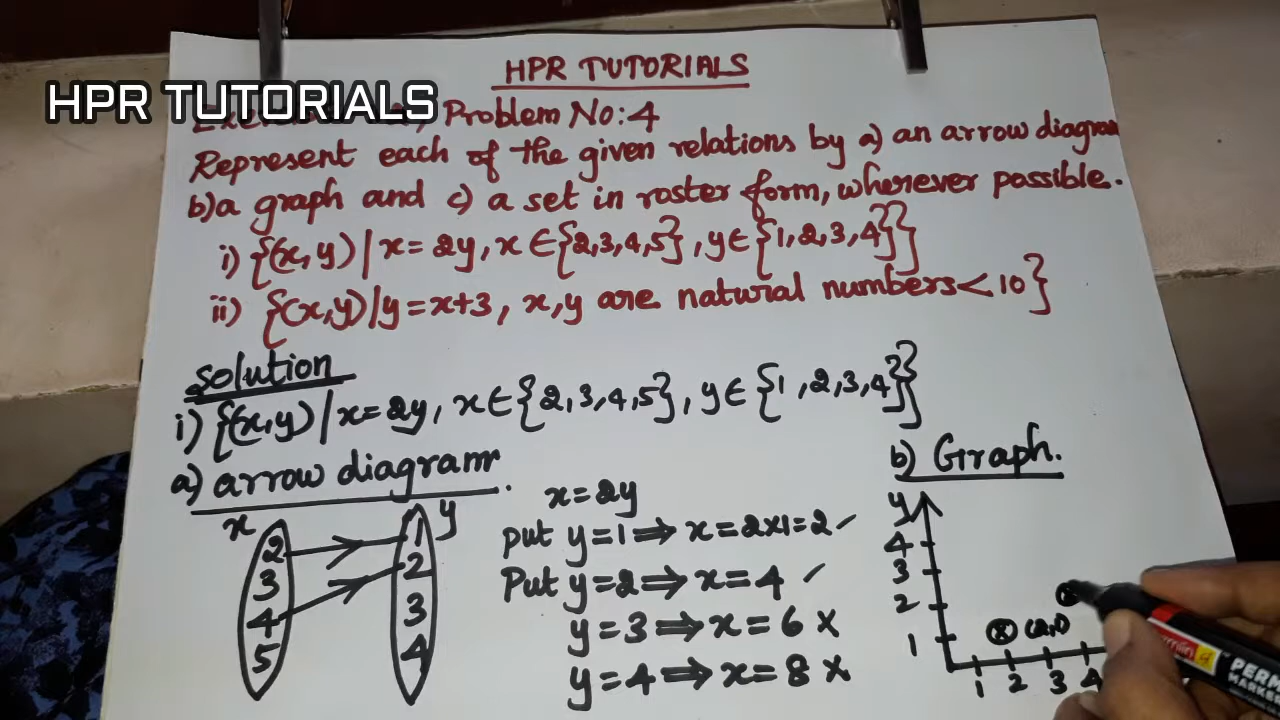 HPR TUTORIALS
HPR TUTORIALS
Problem No:4
Represent each of the given relations by a) an arrow diagram
b) a graph and c) a set in roster form, wherever possible.
i) {(x,y) | x = 2y, x ∈ {2,3,4,5}, y ∈ {1,2,3,4}}
ii) {(x,y) | y = x+3, x,y are natural numbers < 10}
Solution
i) {(x,y) | x = 2y, x ∈ {2,3,4,5}, y ∈ {1,2,3,4}}
a) arrow diagram.
x y
2 1
3 2
4 3
5 4
x = 2y
put y=1 ⟹ x = 2×1 = 2 ✓
Put y=2 ⟹ x = 4 ✓
y = 3 ⟹ x = 6 ×
y = 4 ⟹ x = 8 ×
b) Graph.
y
4
3
2
1
(2,1)
1 2 3 4
PERM
MARKER